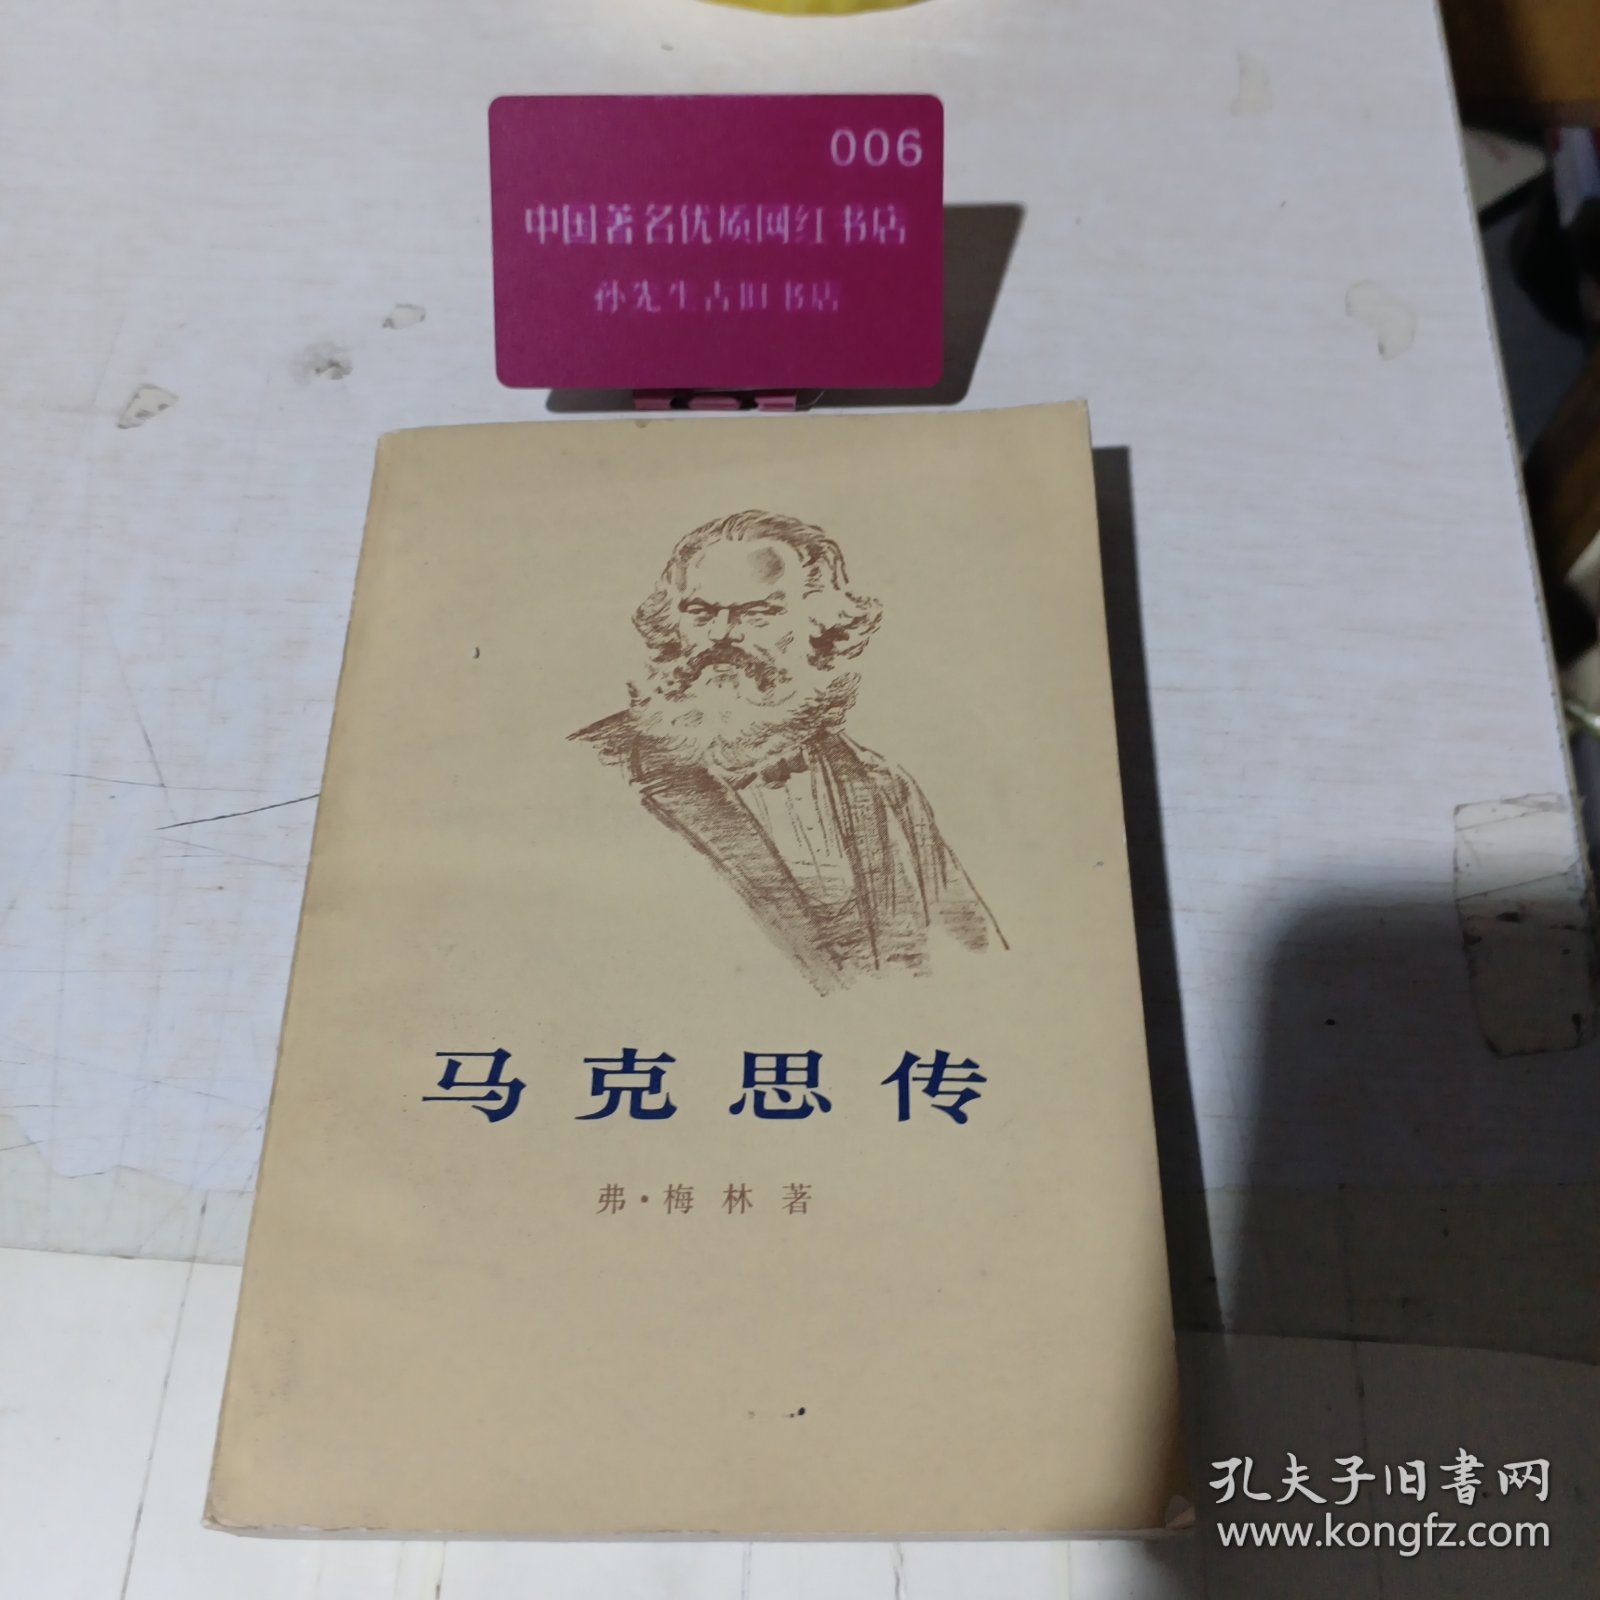 006
中国著名优质网红书店
孙先生古旧书店
马克思传
弗·梅林著
孔夫子旧书网
www.kongfz.com